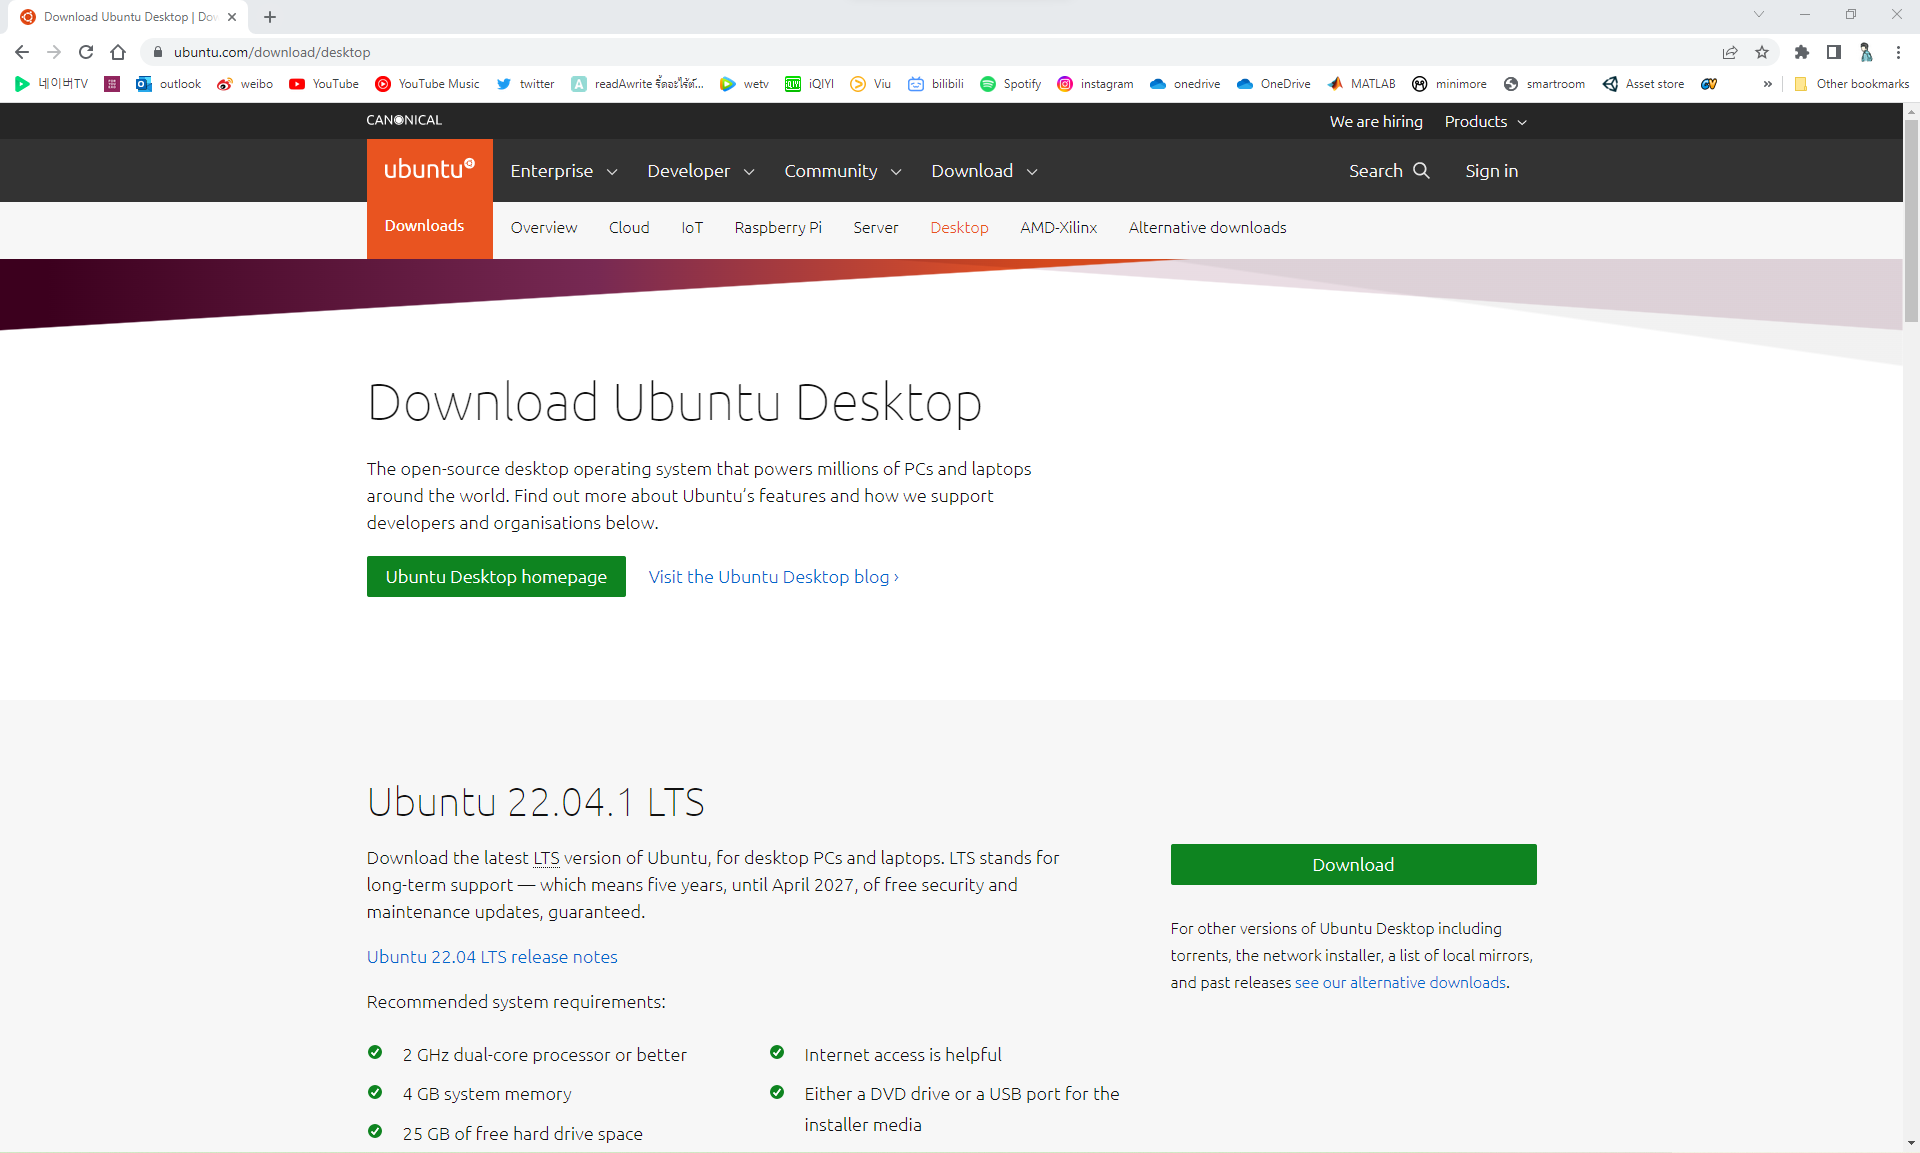 Download Ubuntu Desktop | Dow
ubuntu.com/download/desktop
네이버TV outlook weibo YouTube YouTube Music twitter readAwrite wetv iQIYI Viu bilibili Spotify instagram onedrive OneDrive MATLAB minimore smartroom Asset store » Other bookmarks
CANONICAL We are hiring Products
ubuntu Enterprise Developer Community Download Search Sign in
Downloads Overview Cloud IoT Raspberry Pi Server Desktop AMD-Xilinx Alternative downloads
Download Ubuntu Desktop
The open-source desktop operating system that powers millions of PCs and laptops
around the world. Find out more about Ubuntu's features and how we support
developers and organisations below.
Ubuntu Desktop homepage Visit the Ubuntu Desktop blog ›
Ubuntu 22.04.1 LTS
Download the latest LTS version of Ubuntu, for desktop PCs and laptops. LTS stands for
long-term support — which means five years, until April 2027, of free security and
maintenance updates, guaranteed.
Ubuntu 22.04 LTS release notes
Recommended system requirements:
2 GHz dual-core processor or better
4 GB system memory
25 GB of free hard drive space
Internet access is helpful
Either a DVD drive or a USB port for the
installer media
Download
For other versions of Ubuntu Desktop including
torrents, the network installer, a list of local mirrors,
and past releases see our alternative downloads.